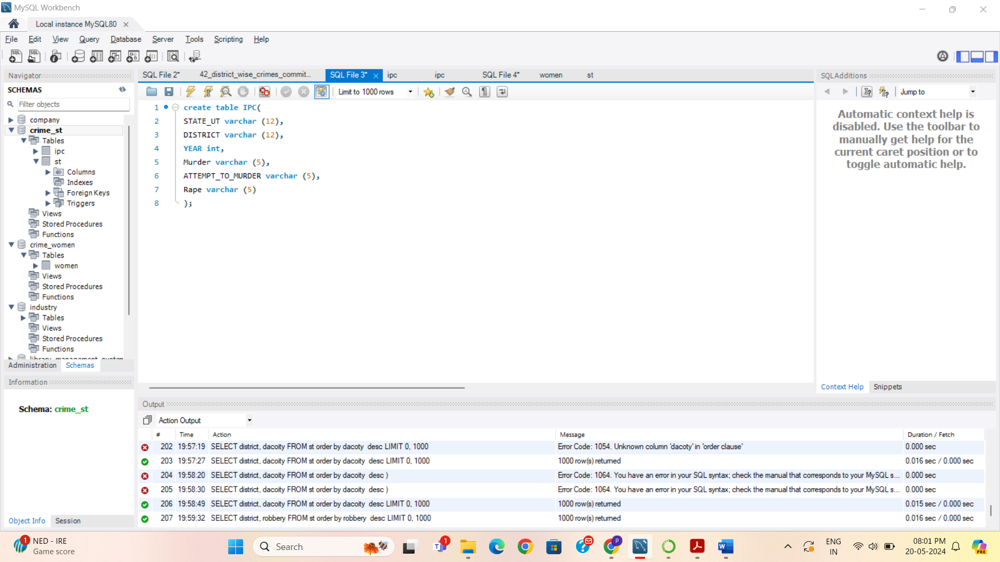 MySQL Workbench
Local instance MySQL80
File Edit View Query Database Server Tools Scripting Help
Navigator
SCHEMAS
Filter objects
company
crime_st
Tables
ipc
st
Columns
Indexes
Foreign Keys
Triggers
Views
Stored Procedures
Functions
crime_women
Tables
women
Views
Stored Procedures
Functions
industry
Tables
Views
Stored Procedures
Functions
library_management_system
Administration Schemas
Information
Schema: crime_st
Object Info Session
SQL File 2* 42_district_wise_crimes_commit... SQL File 3* ipc ipc SQL File 4* women st
Limit to 1000 rows
1 create table IPC(
2 STATE_UT varchar (12),
3 DISTRICT varchar (12),
4 YEAR int,
5 Murder varchar (5),
6 ATTEMPT_TO_MURDER varchar (5),
7 Rape varchar (5)
8 );
SQLAdditions
Jump to
Automatic context help is
disabled. Use the toolbar to
manually get help for the
current caret position or to
toggle automatic help.
Context Help Snippets
Output
Action Output
# Time Action Message Duration / Fetch
202 19:57:19 SELECT district, dacoity FROM st order by dacoty desc LIMIT 0, 1000 Error Code: 1054. Unknown column 'dacoty' in 'order clause' 0.000 sec
203 19:57:27 SELECT district, dacoity FROM st order by dacoity desc LIMIT 0, 1000 1000 row(s) returned 0.016 sec / 0.000 sec
204 19:58:20 SELECT district, dacoity FROM st order by dacoity desc ) Error Code: 1064. You have an error in your SQL syntax; check the manual that corresponds to your MySQL s... 0.000 sec
205 19:58:30 SELECT district, dacoity FROM st order by dacoity desc ) Error Code: 1064. You have an error in your SQL syntax; check the manual that corresponds to your MySQL s... 0.000 sec
206 19:58:49 SELECT district, dacoity FROM st order by dacoity desc LIMIT 0, 1000 1000 row(s) returned 0.015 sec / 0.000 sec
207 19:59:32 SELECT district, robbery FROM st order by robbery desc LIMIT 0, 1000 1000 row(s) returned 0.016 sec / 0.000 sec
1 NED - IRE
Game score
Search
1
P
ENG
IN
08:01 PM
20-05-2024
PRE